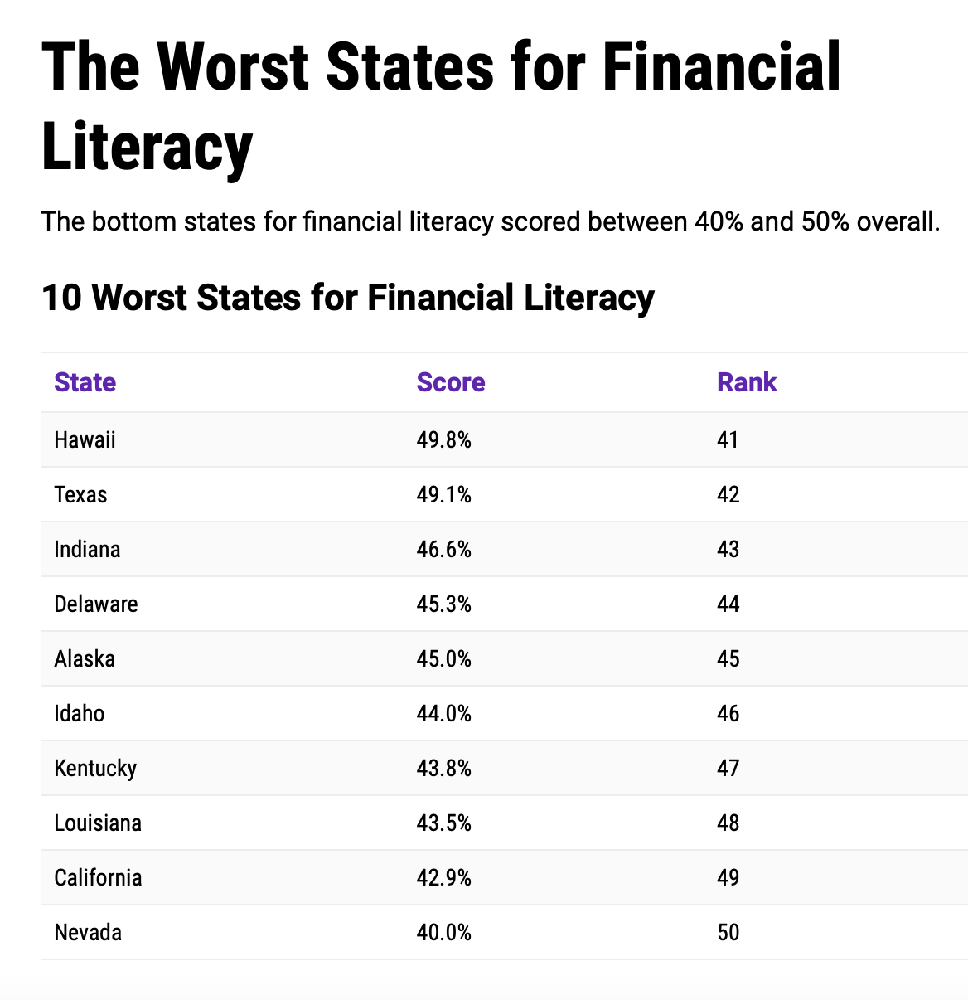 The Worst States for Financial
Literacy
The bottom states for financial literacy scored between 40% and 50% overall.
10 Worst States for Financial Literacy
State Score Rank
Hawaii 49.8% 41
Texas 49.1% 42
Indiana 46.6% 43
Delaware 45.3% 44
Alaska 45.0% 45
Idaho 44.0% 46
Kentucky 43.8% 47
Louisiana 43.5% 48
California 42.9% 49
Nevada 40.0% 50